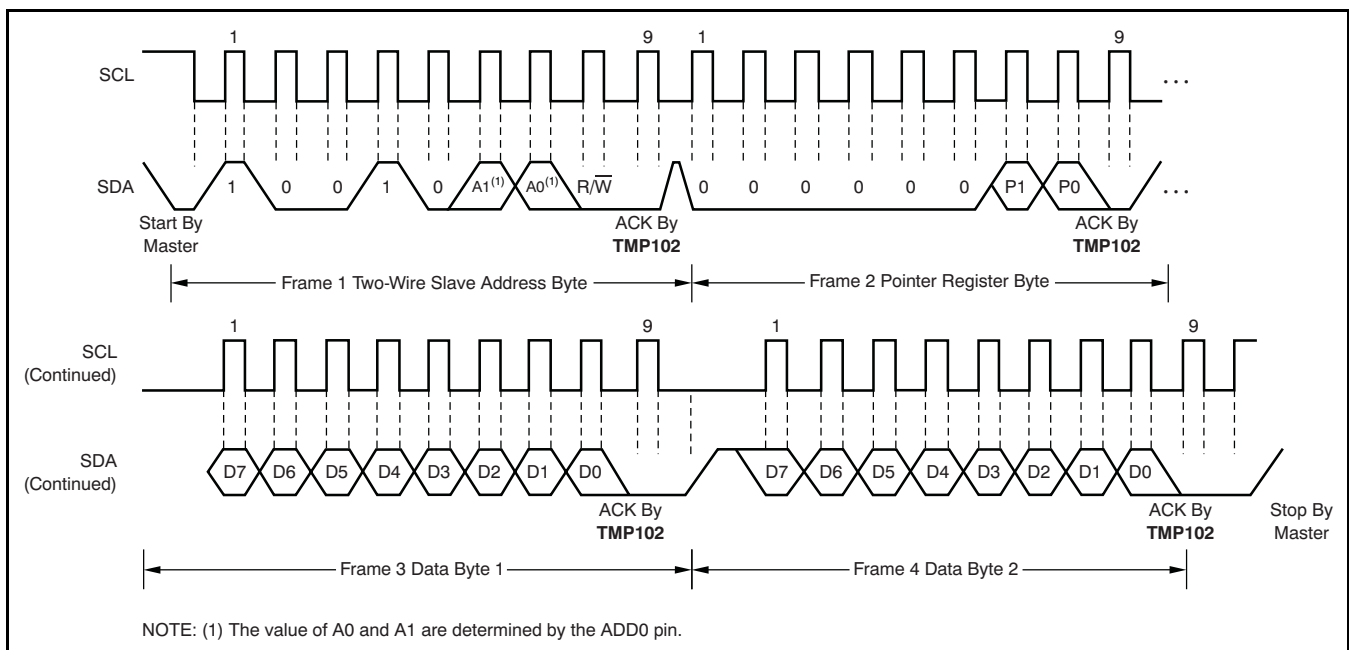 1 9 1 9
SCL ...
SDA 1 0 0 1 0 A1(1) A0(1) R/W̅ 0 0 0 0 0 0 P1 P0 ...
Start By Master
ACK By TMP102
ACK By TMP102
Frame 1 Two-Wire Slave Address Byte Frame 2 Pointer Register Byte
1 9 1 9
SCL (Continued)
SDA (Continued) D7 D6 D5 D4 D3 D2 D1 D0 D7 D6 D5 D4 D3 D2 D1 D0
ACK By TMP102
ACK By TMP102
Stop By Master
Frame 3 Data Byte 1 Frame 4 Data Byte 2
NOTE: (1) The value of A0 and A1 are determined by the ADD0 pin.